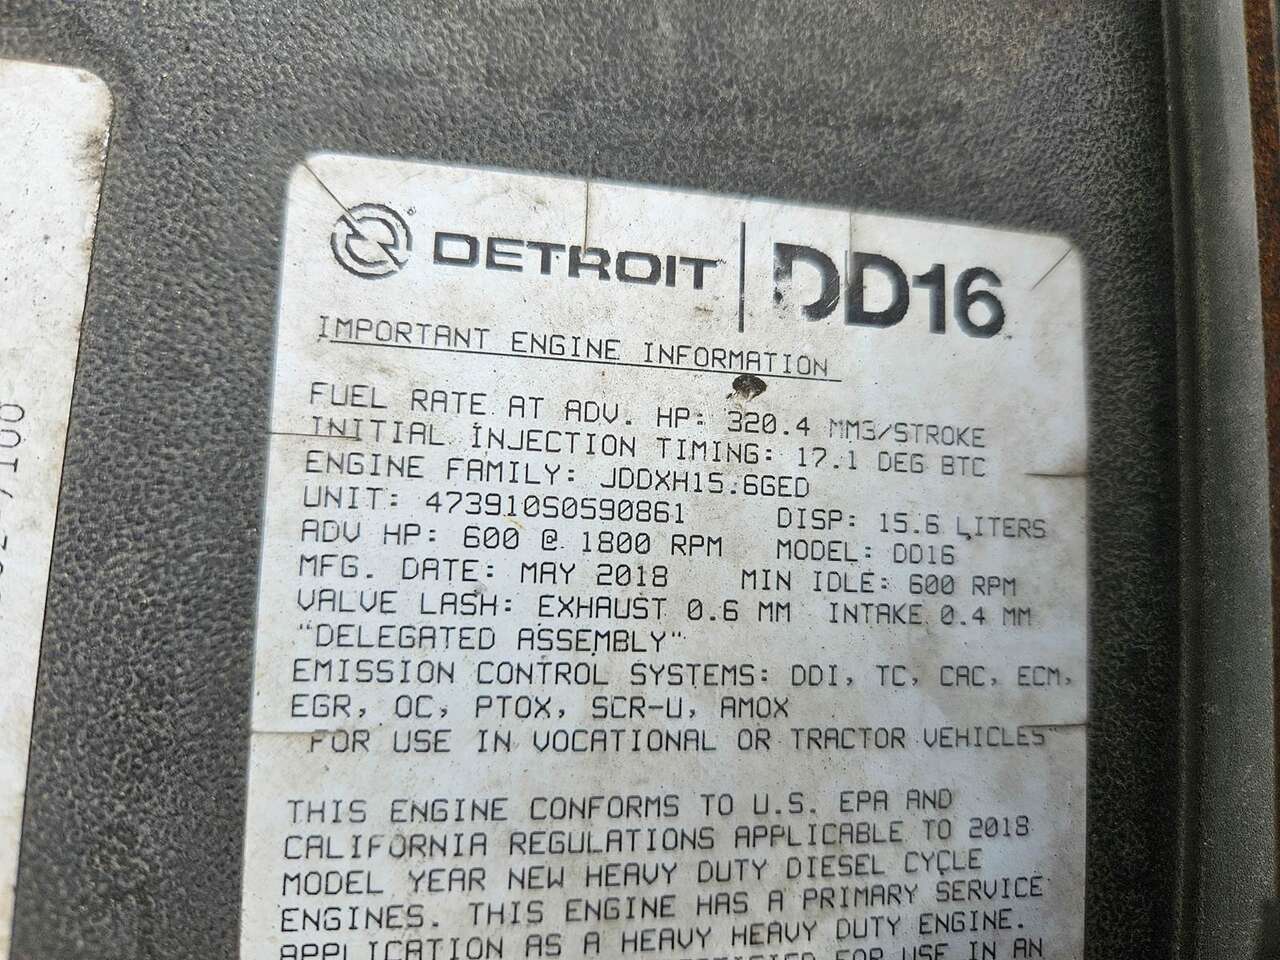 DETROIT DD16
IMPORTANT ENGINE INFORMATION
FUEL RATE AT ADV. HP: 320.4 MM3/STROKE
INITIAL INJECTION TIMING: 17.1 DEG BTC
ENGINE FAMILY: JDDXH15.6GED
UNIT: 473910S0590861 DISP: 15.6 LITERS
ADV HP: 600 @ 1800 RPM MODEL: DD16
MFG. DATE: MAY 2018 MIN IDLE: 600 RPM
VALVE LASH: EXHAUST 0.6 MM INTAKE 0.4 MM
"DELEGATED ASSEMBLY"
EMISSION CONTROL SYSTEMS: DDI, TC, CAC, ECM,
EGR, OC, PTOX, SCR-U, AMOX
"FOR USE IN VOCATIONAL OR TRACTOR VEHICLES"
THIS ENGINE CONFORMS TO U.S. EPA AND
CALIFORNIA REGULATIONS APPLICABLE TO 2018
MODEL YEAR NEW HEAVY DUTY DIESEL CYCLE
ENGINES. THIS ENGINE HAS A PRIMARY SERVICE
APPLICATION AS A HEAVY HEAVY DUTY ENGINE.
FOR USE IN AN